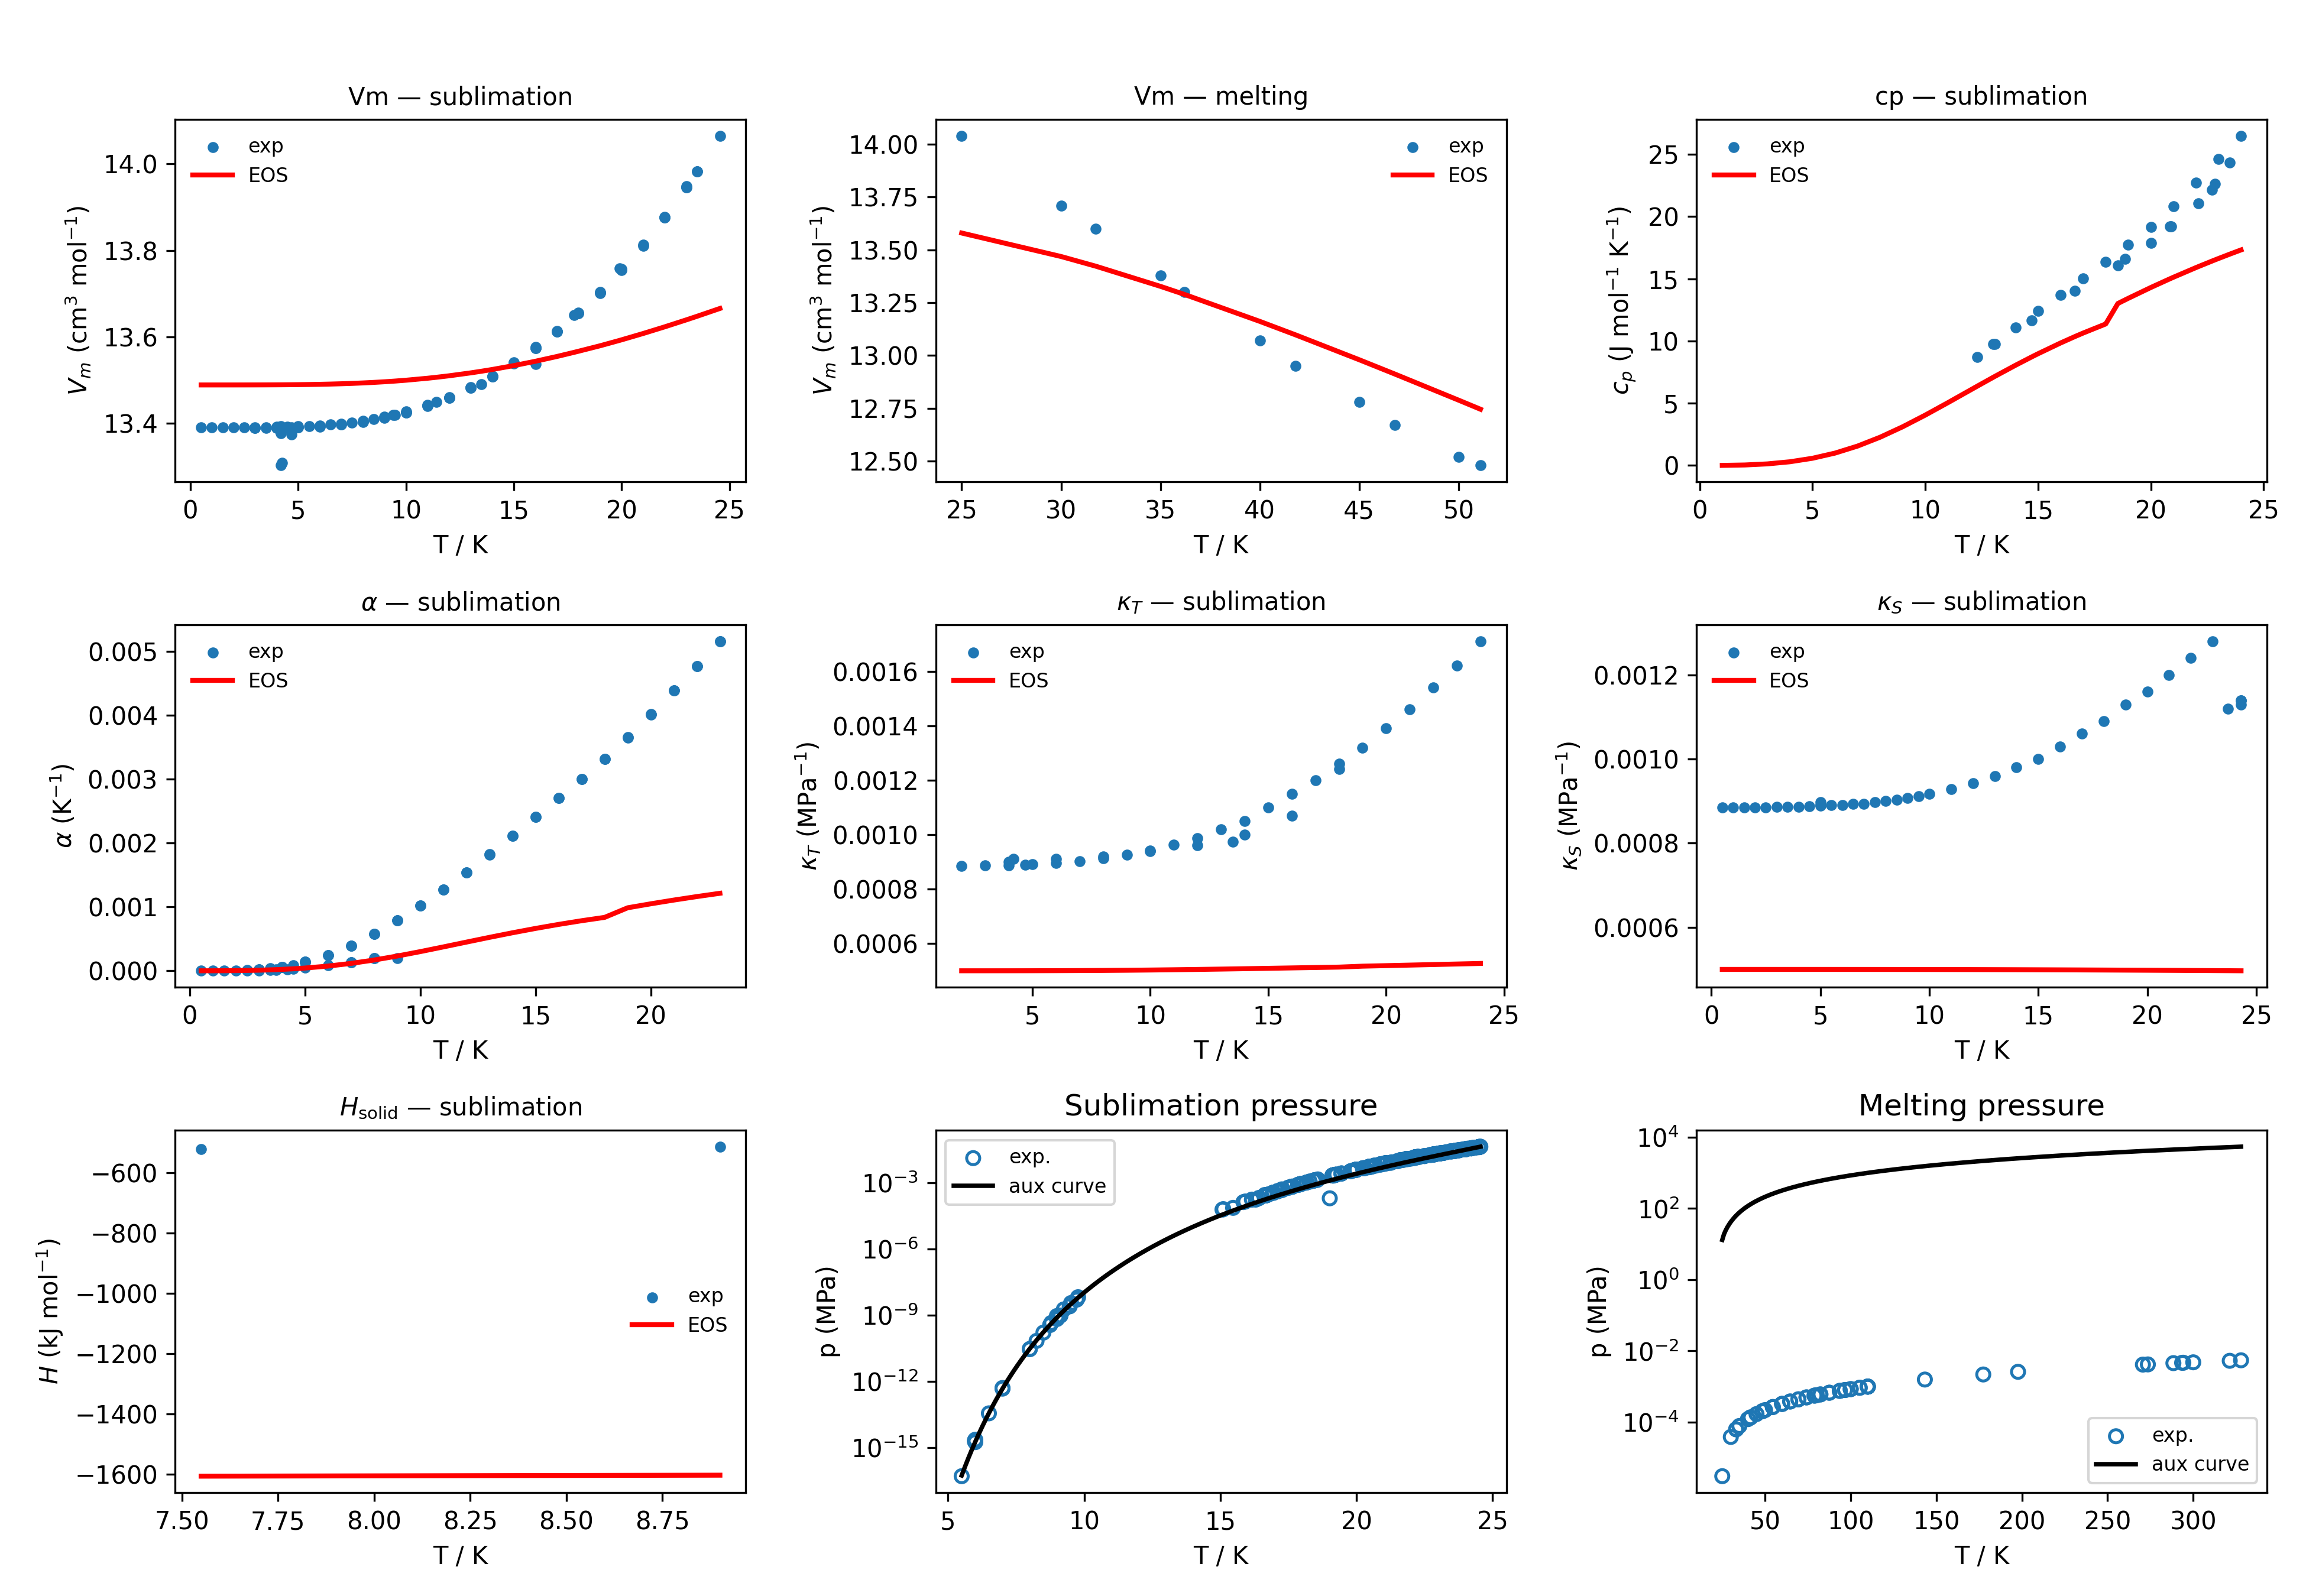 Vm — sublimation
exp
EOS
14.0
13.8
13.6
13.4
0 5 10 15 20 25
V_m (cm³ mol⁻¹)
T / K
Vm — melting
exp
EOS
14.00
13.75
13.50
13.25
13.00
12.75
12.50
25 30 35 40 45 50
V_m (cm³ mol⁻¹)
T / K
cp — sublimation
exp
EOS
25
20
15
10
5
0
0 5 10 15 20 25
c_p (J mol⁻¹ K⁻¹)
T / K
α — sublimation
exp
EOS
0.005
0.004
0.003
0.002
0.001
0.000
0 5 10 15 20
α (K⁻¹)
T / K
κ_T — sublimation
exp
EOS
0.0016
0.0014
0.0012
0.0010
0.0008
0.0006
5 10 15 20 25
κ_T (MPa⁻¹)
T / K
κ_S — sublimation
exp
EOS
0.0012
0.0010
0.0008
0.0006
0 5 10 15 20 25
κ_S (MPa⁻¹)
T / K
H_solid — sublimation
exp
EOS
−600
−800
−1000
−1200
−1400
−1600
7.50 7.75 8.00 8.25 8.50 8.75
H (kJ mol⁻¹)
T / K
Sublimation pressure
exp.
aux curve
10⁻³
10⁻⁶
10⁻⁹
10⁻¹²
10⁻¹⁵
5 10 15 20 25
p (MPa)
T / K
Melting pressure
10⁴
10²
10⁰
10⁻²
10⁻⁴
exp.
aux curve
50 100 150 200 250 300
p (MPa)
T / K